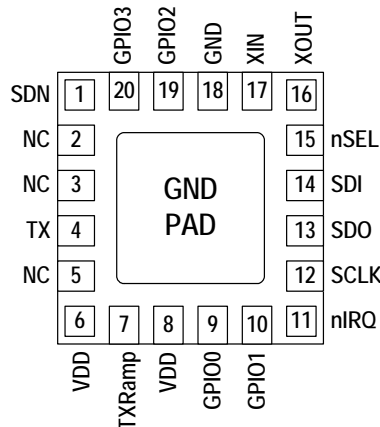 GPIO3
GPIO2
GND
XIN
XOUT
SDN 1 20 19 18 17 16
NC 2 15 nSEL
NC 3 GND 14 SDI
TX 4 PAD 13 SDO
NC 5 12 SCLK
6 7 8 9 10 11 nIRQ
VDD
TXRamp
VDD
GPIO0
GPIO1